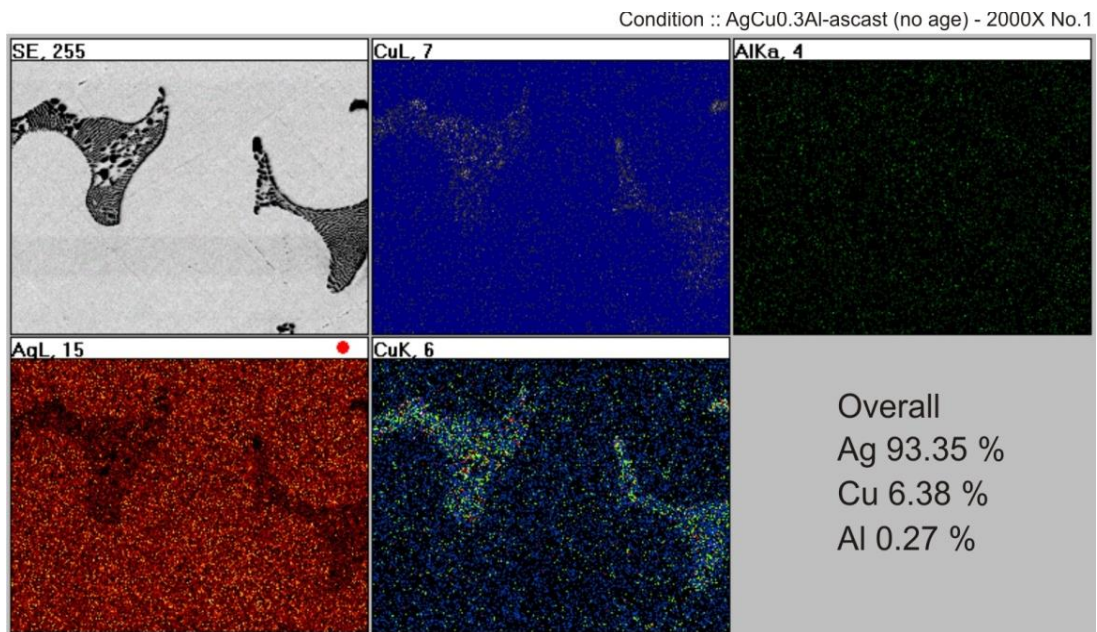 Condition :: AgCu0.3Al-ascast (no age) - 2000X No.1
SE, 255
CuL, 7
AlKa, 4
AgL, 15
CuK, 6
Overall
Ag 93.35 %
Cu 6.38 %
Al 0.27 %